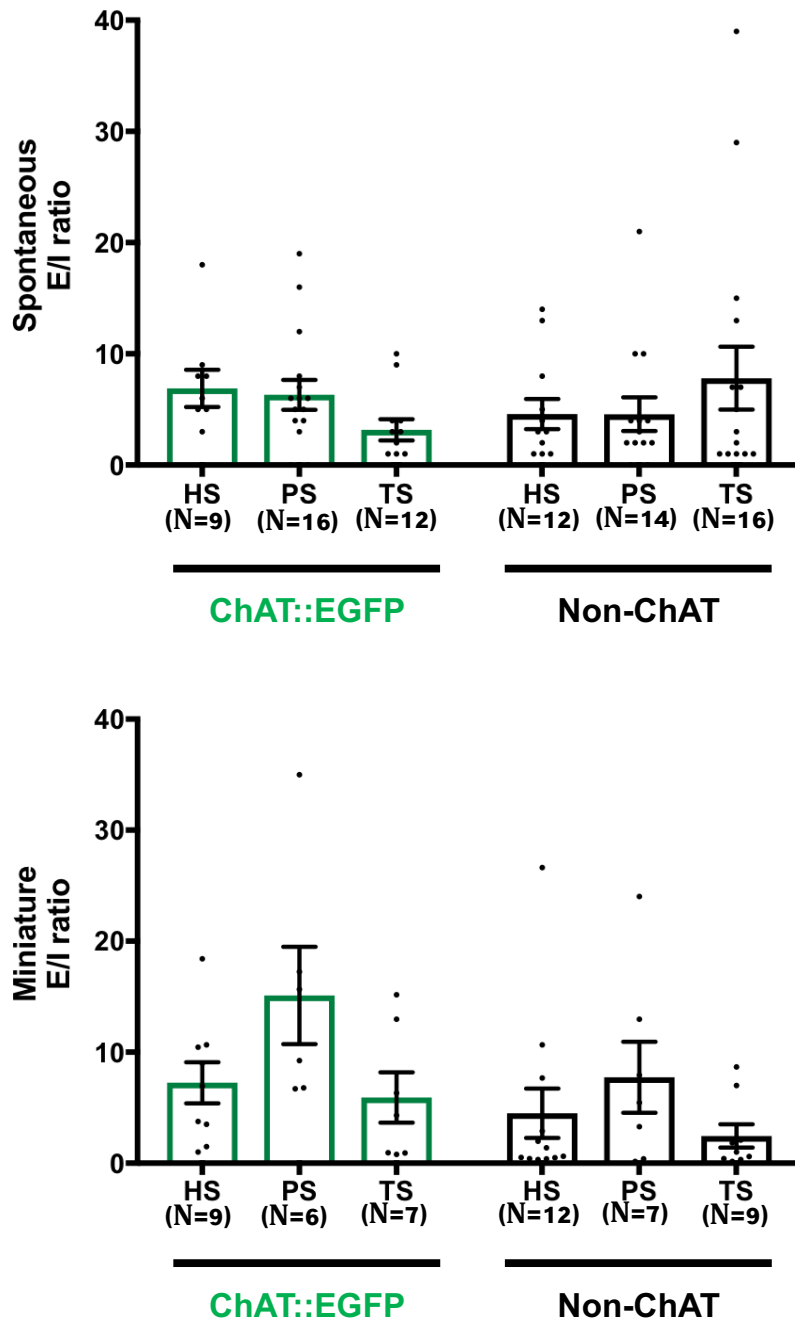 40
30
20
10
0
Spontaneous
E/I ratio
HS PS TS HS PS TS
(N=9) (N=16) (N=12) (N=12) (N=14) (N=16)
ChAT::EGFP Non-ChAT
40
30
20
10
0
Miniature
E/I ratio
HS PS TS HS PS TS
(N=9) (N=6) (N=7) (N=12) (N=7) (N=9)
ChAT::EGFP Non-ChAT